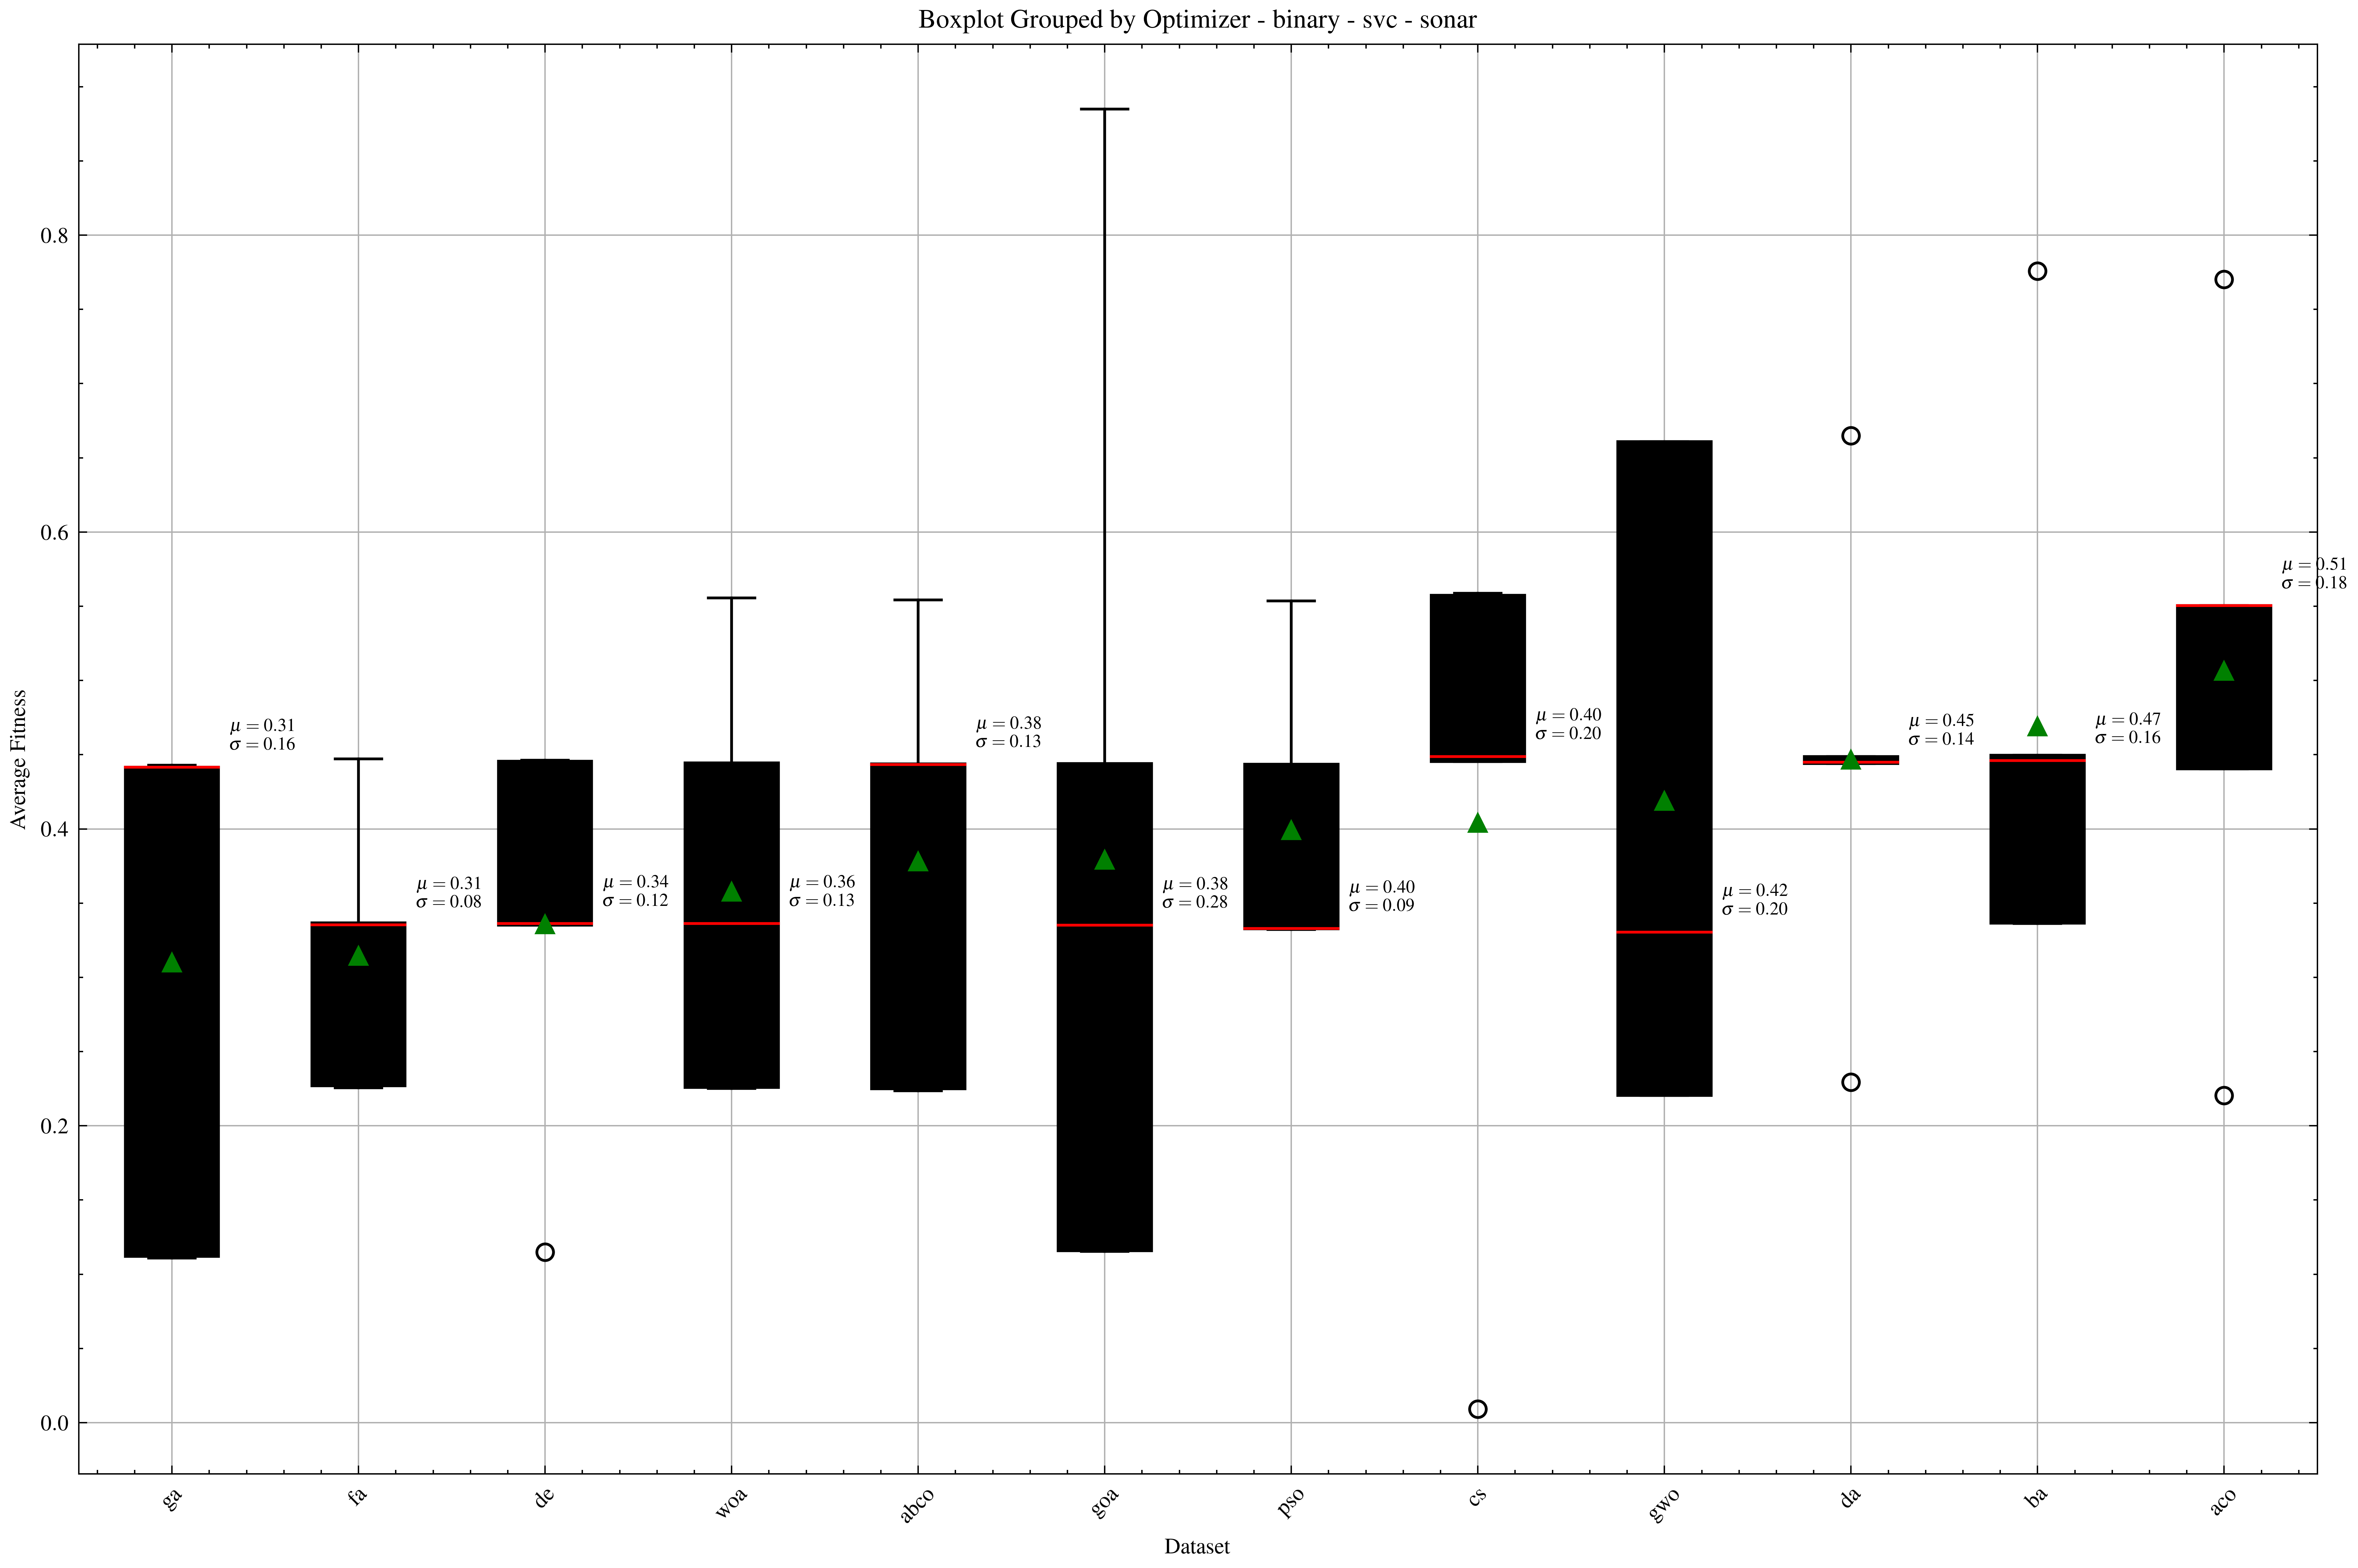 Boxplot Grouped by Optimizer - binary - svc - sonar
Average Fitness
0.8
0.6
0.4
0.2
0.0
μ = 0.31
σ = 0.16
μ = 0.31
σ = 0.08
μ = 0.34
σ = 0.12
μ = 0.36
σ = 0.13
μ = 0.38
σ = 0.13
μ = 0.38
σ = 0.28
μ = 0.40
σ = 0.09
μ = 0.40
σ = 0.20
μ = 0.42
σ = 0.20
μ = 0.45
σ = 0.14
μ = 0.47
σ = 0.16
μ = 0.51
σ = 0.18
ga
fa
de
woa
abco
goa
pso
cs
gwo
da
ba
aco
Dataset